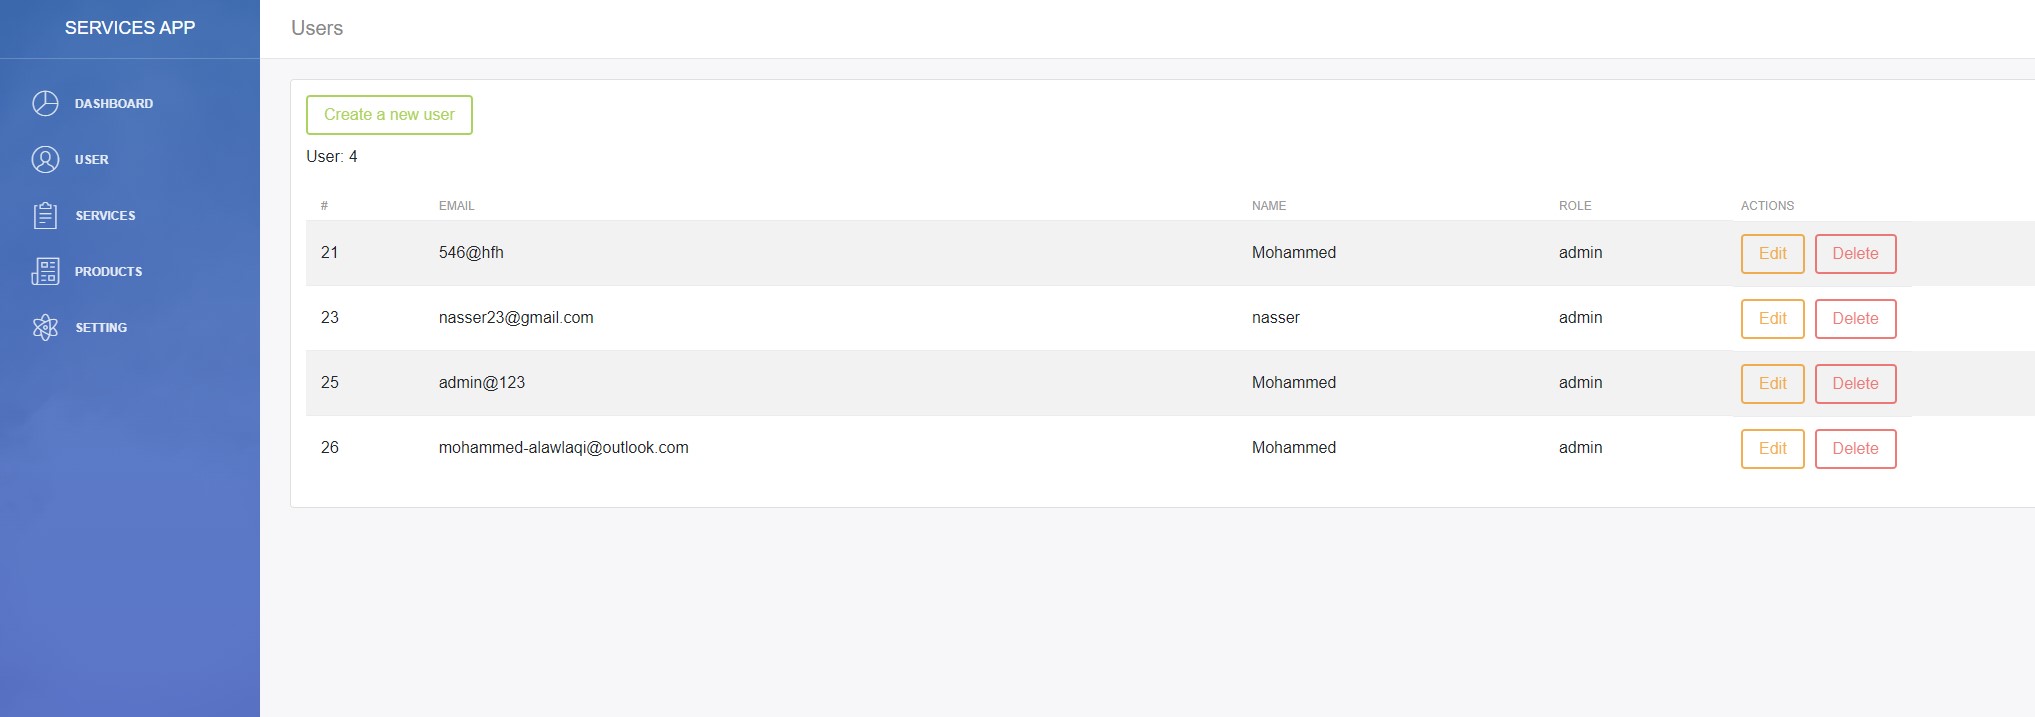 SERVICES APP
DASHBOARD
USER
SERVICES
PRODUCTS
SETTING
Users
Create a new user
User: 4
# EMAIL NAME ROLE ACTIONS
21 546@hfh Mohammed admin Edit Delete
23 nasser23@gmail.com nasser admin Edit Delete
25 admin@123 Mohammed admin Edit Delete
26 mohammed-alawlaqi@outlook.com Mohammed admin Edit Delete